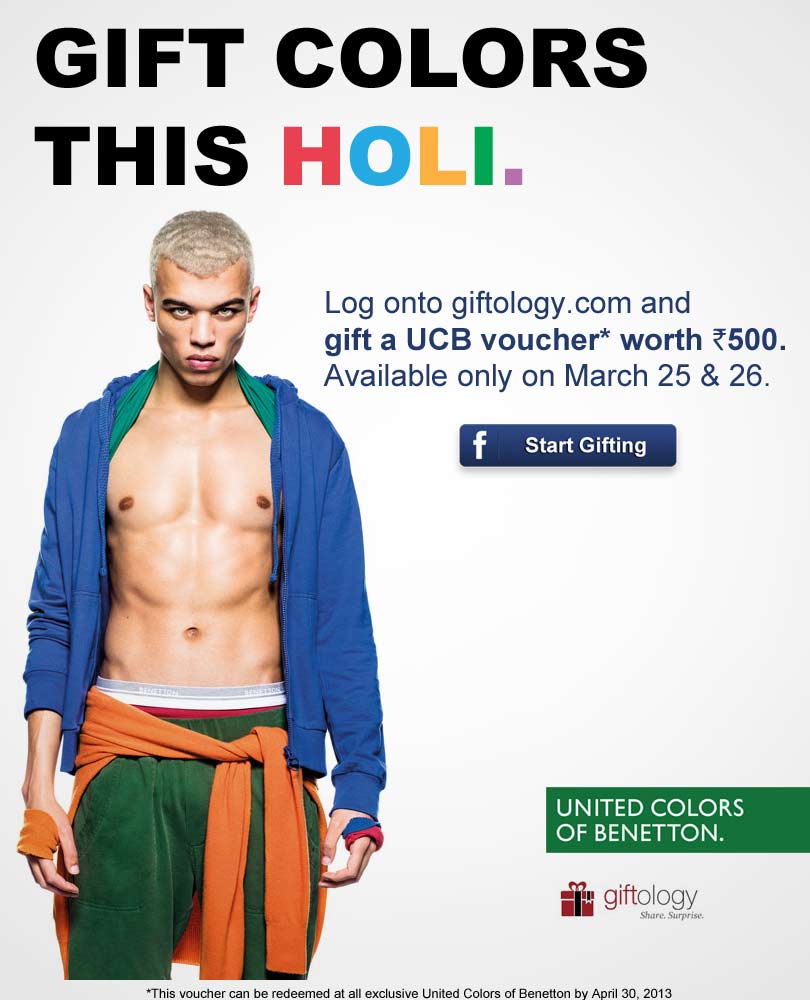 GIFT COLORS
THIS HOLI.
Log onto giftology.com and
gift a UCB voucher* worth ₹500.
Available only on March 25 & 26.
f Start Gifting
BENETTON BENETTON
UNITED COLORS
OF BENETTON.
giftology
Share. Surprise.
*This voucher can be redeemed at all exclusive United Colors of Benetton by April 30, 2013